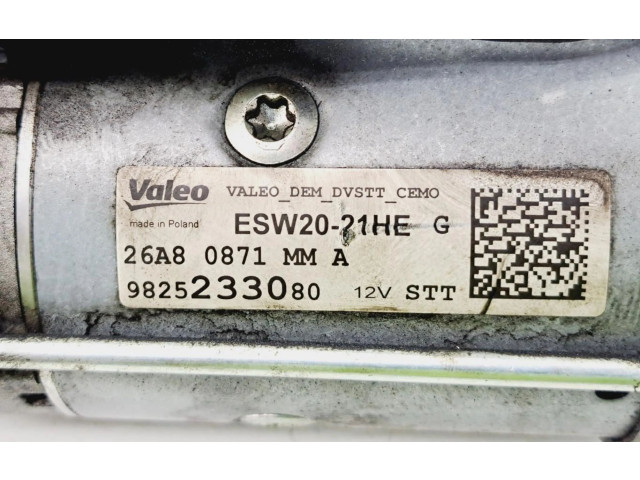 Valeo VALEO_DEM_DVSTT_CEMO
made in Poland ESW20-21HE G
26A8 0871 MM A
9825233080 12V STT